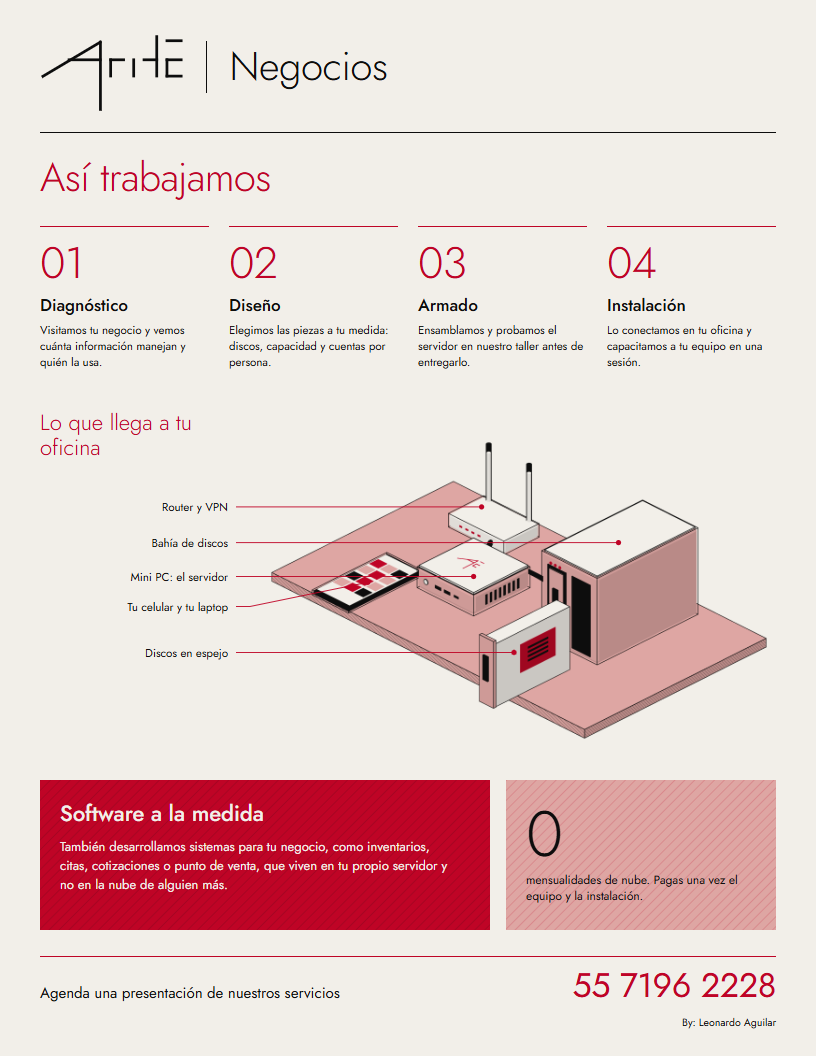 Arité
Negocios
Así trabajamos
01
Diagnóstico
Visitamos tu negocio y vemos
cuánta información manejan y
quién la usa.
02
Diseño
Elegimos las piezas a tu medida:
discos, capacidad y cuentas por
persona.
03
Armado
Ensamblamos y probamos el
servidor en nuestro taller antes de
entregarlo.
04
Instalación
Lo conectamos en tu oficina y
capacitamos a tu equipo en una
sesión.
Lo que llega a tu
oficina
Router y VPN
Bahía de discos
Mini PC: el servidor
Tu celular y tu laptop
Discos en espejo
Software a la medida
También desarrollamos sistemas para tu negocio, como inventarios,
citas, cotizaciones o punto de venta, que viven en tu propio servidor y
no en la nube de alguien más.
0
mensualidades de nube. Pagas una vez el
equipo y la instalación.
Agenda una presentación de nuestros servicios
55 7196 2228
By: Leonardo Aguilar